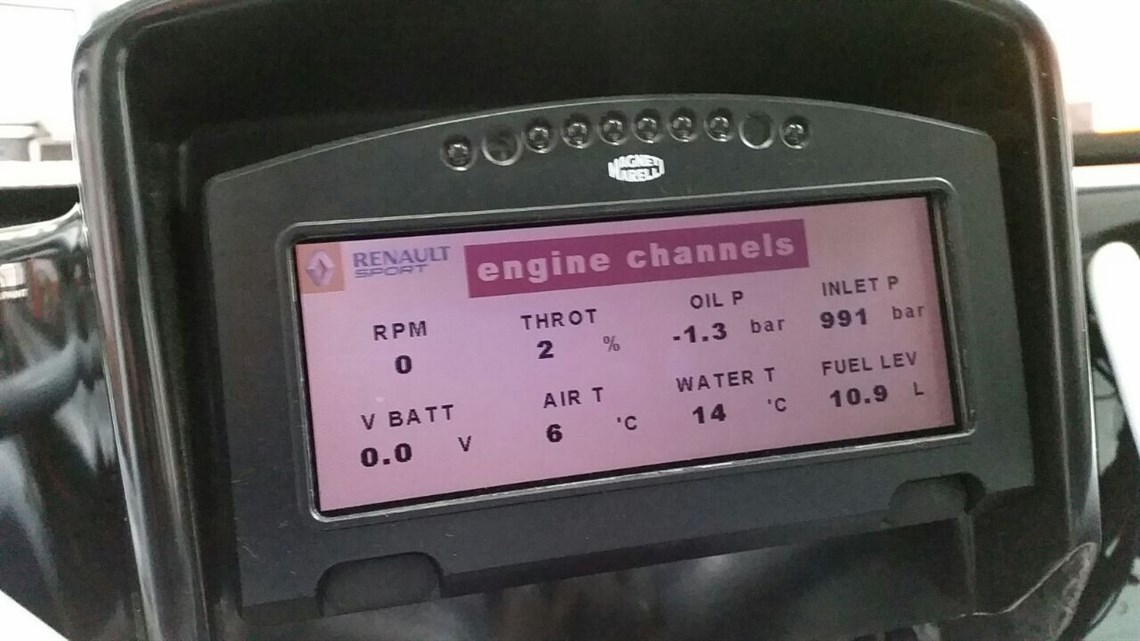 MAGNETI
MARELLI
RENAULT
SPORT
engine channels
RPM
0
THROT
2 %
OIL P
-1.3 bar
INLET P
991 bar
V BATT
0.0 V
AIR T
6 'C
WATER T
14 'C
FUEL LEV
10.9 L